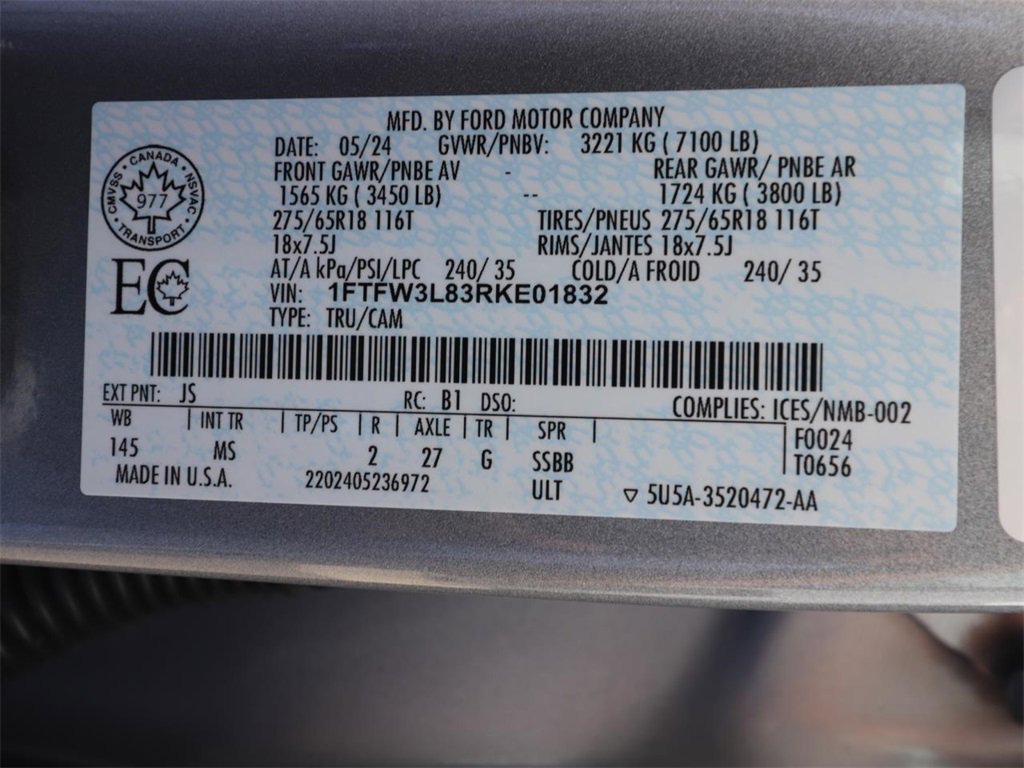 MFD. BY FORD MOTOR COMPANY
DATE: 05/24 GVWR/PNBV: 3221 KG ( 7100 LB)
FRONT GAWR/PNBE AV - REAR GAWR/ PNBE AR
1565 KG ( 3450 LB) -- 1724 KG ( 3800 LB)
275/65R18 116T TIRES/PNEUS 275/65R18 116T
18x7.5J RIMS/JANTES 18x7.5J
AT/A kPa/PSI/LPC 240/ 35 COLD/A FROID 240/ 35
VIN: 1FTFW3L83RKE01832
TYPE: TRU/CAM
CANADA
CMVSS NSVAC
977
TRANSPORT
EC
EXT PNT: JS RC: B1 DSO: COMPLIES: ICES/NMB-002
WB | INT TR | TP/PS | R | AXLE | TR | SPR | F0024
145 MS 2 27 G SSBB T0656
MADE IN U.S.A. 2202405236972 ULT ▽ 5U5A-3520472-AA